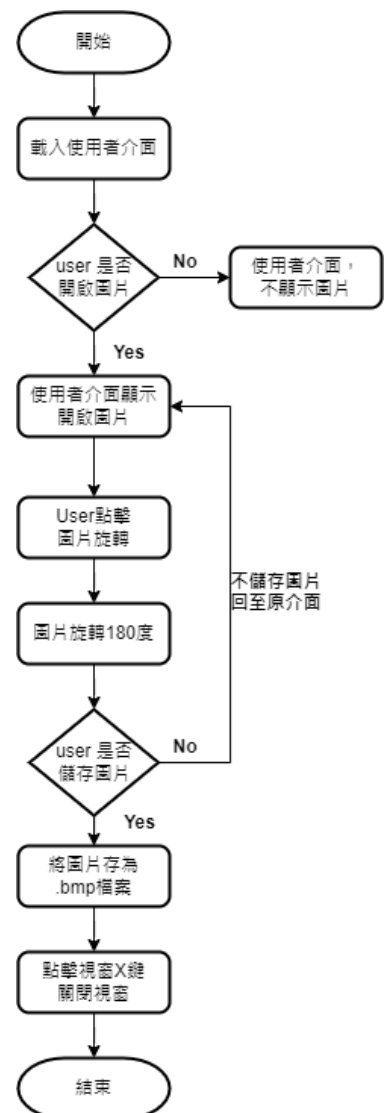 開始
載入使用者介面
user 是否
開啟圖片
No
使用者介面，
不顯示圖片
Yes
使用者介面顯示
開啟圖片
User點擊
圖片旋轉
不儲存圖片
回至原介面
圖片旋轉180度
user 是否
儲存圖片
No
Yes
將圖片存為
.bmp檔案
點擊視窗X鍵
關閉視窗
結束